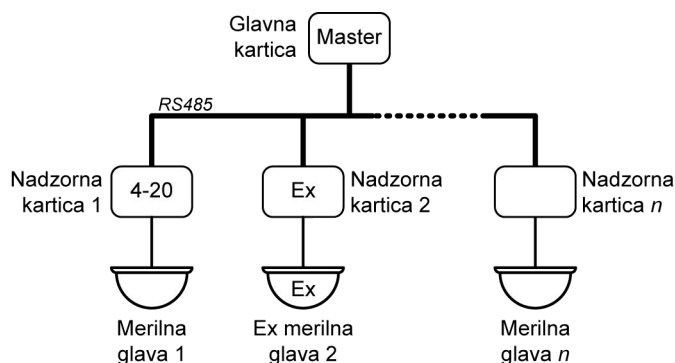 Glavna
kartica
Master
RS485
Nadzorna
kartica 1
4-20
Ex
Nadzorna
kartica 2
Nadzorna
kartica n
Ex
Merilna
glava 1
Ex merilna
glava 2
Merilna
glava n